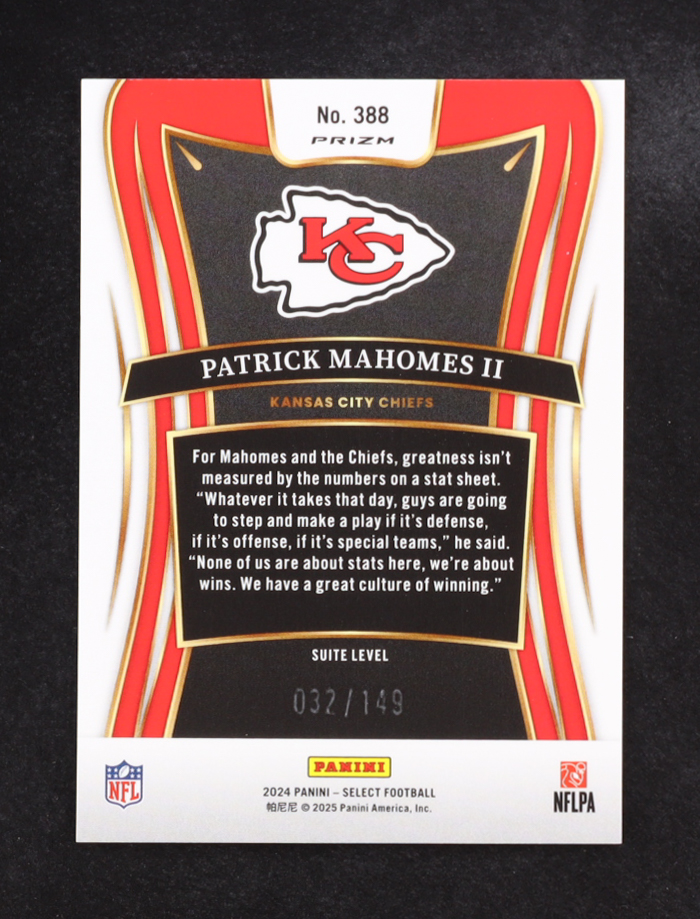 No. 388
PRIZM
KC
PATRICK MAHOMES II
KANSAS CITY CHIEFS
For Mahomes and the Chiefs, greatness isn't
measured by the numbers on a stat sheet.
“Whatever it takes that day, guys are going
to step and make a play if it's defense,
if it's offense, if it's special teams,” he said.
“None of us are about stats here, we're about
wins. We have a great culture of winning.”
SUITE LEVEL
032/149
PANINI
NFL
2024 PANINI – SELECT FOOTBALL
帕尼尼 © 2025 Panini America, Inc.
NFLPA